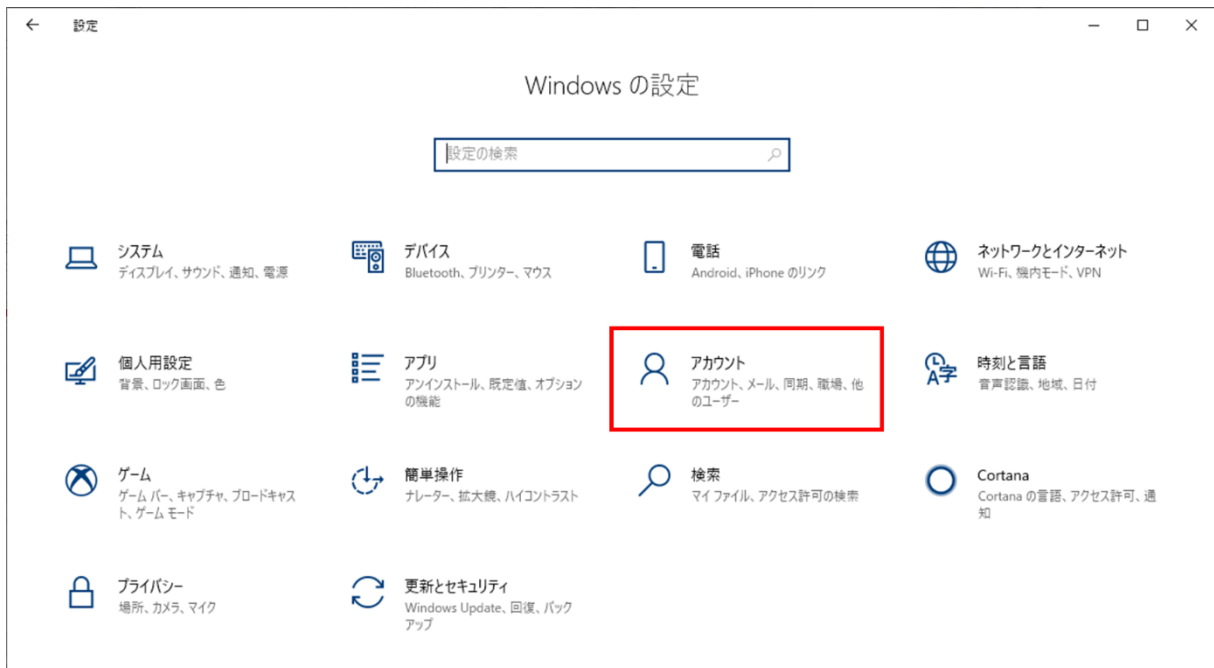 設定
Windows の設定
設定の検索
システム
ディスプレイ、サウンド、通知、電源
デバイス
Bluetooth、プリンター、マウス
電話
Android、iPhone のリンク
ネットワークとインターネット
Wi-Fi、機内モード、VPN
個人用設定
背景、ロック画面、色
アプリ
アンインストール、既定値、オプション
の機能
アカウント
アカウント、メール、同期、職場、他
のユーザー
時刻と言語
音声認識、地域、日付
ゲーム
ゲーム バー、キャプチャ、ブロードキャス
ト、ゲーム モード
簡単操作
ナレーター、拡大鏡、ハイコントラスト
検索
マイ ファイル、アクセス許可の検索
Cortana
Cortana の言語、アクセス許可、通
知
プライバシー
場所、カメラ、マイク
更新とセキュリティ
Windows Update、回復、バック
アップ